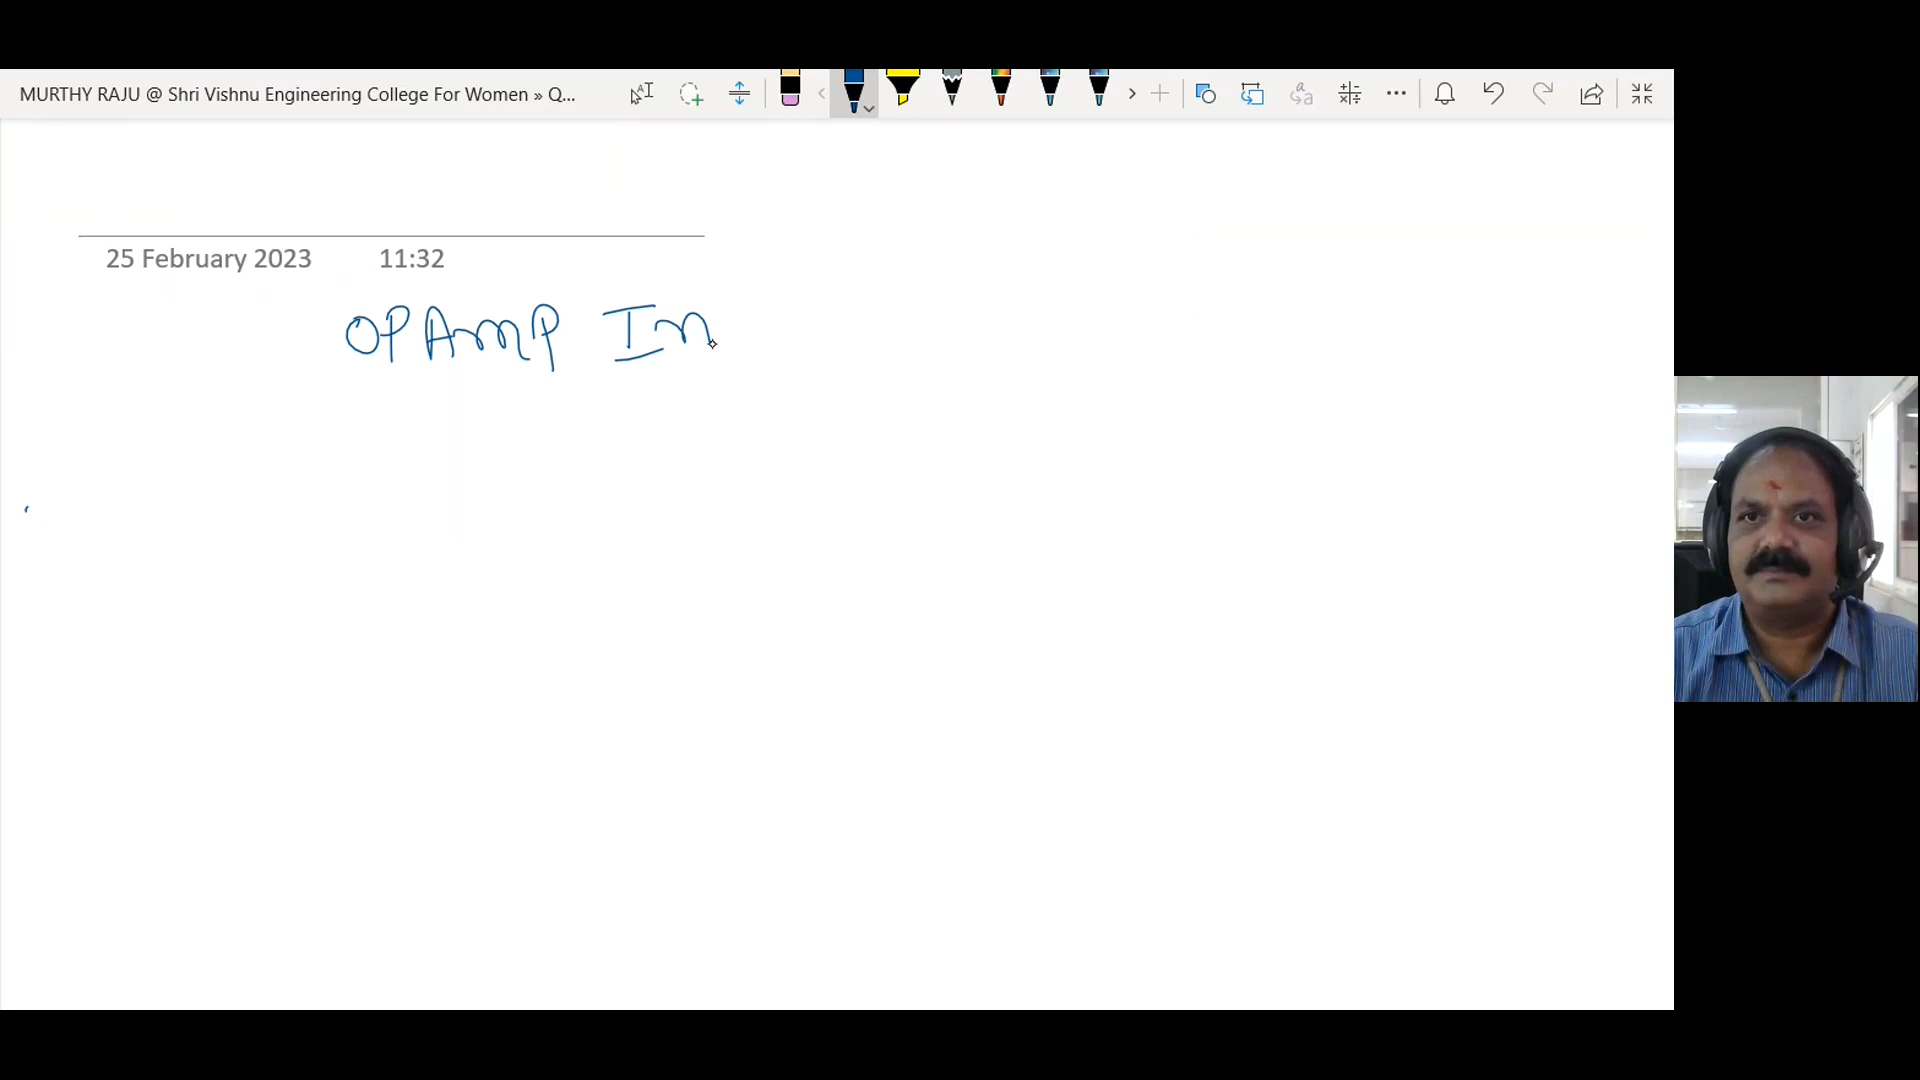 MURTHY RAJU @ Shri Vishnu Engineering College For Women » Q...
25 February 2023 11:32
OPAMP In